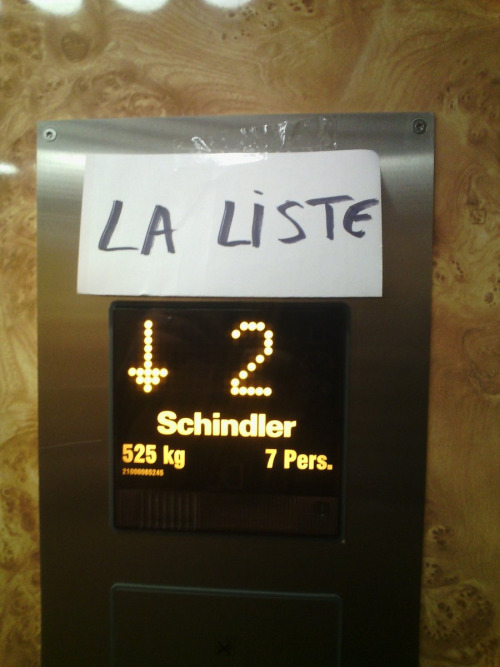 LA LiSTE
2
Schindler
525 kg 7 Pers.